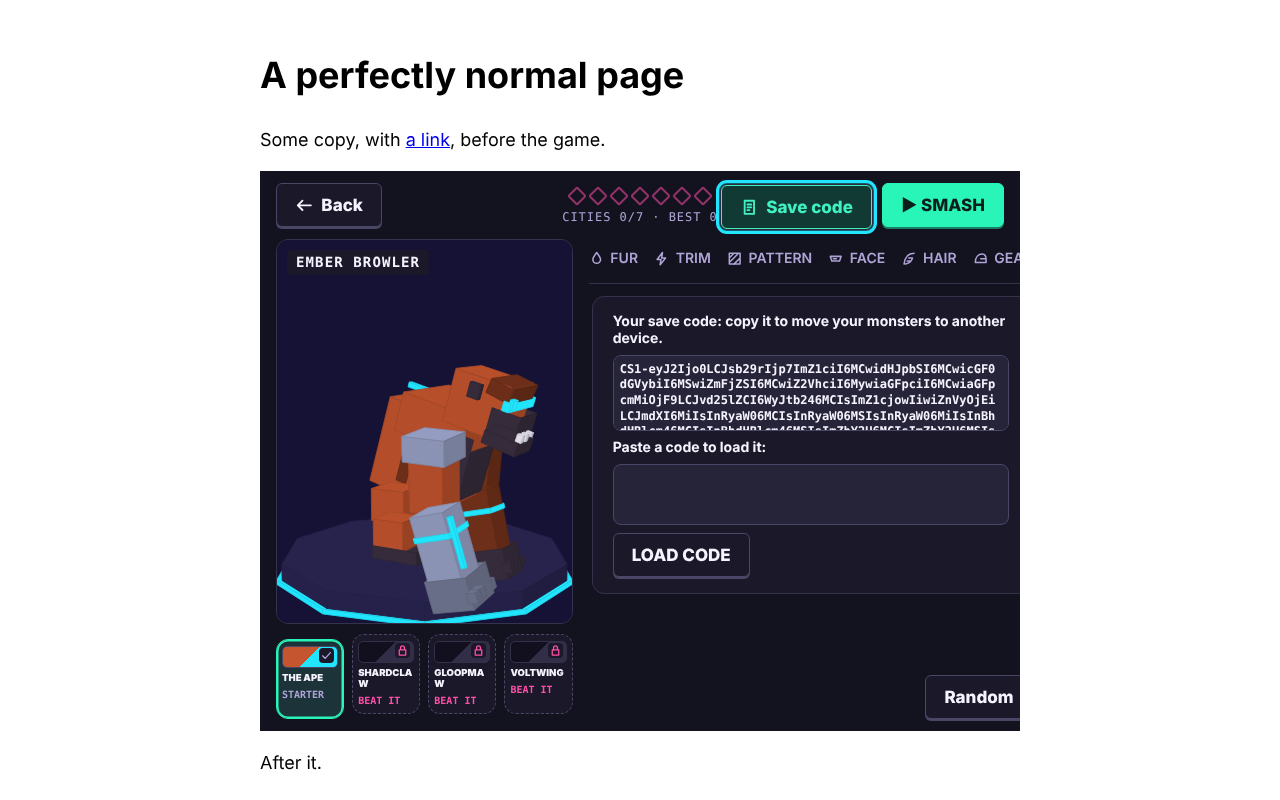 A perfectly normal page
Some copy, with a link, before the game.
Back
CITIES 0/7 · BEST 0
Save code
SMASH
EMBER BROWLER
FUR
TRIM
PATTERN
FACE
HAIR
GEA
Your save code: copy it to move your monsters to another
device.
CS1-eyJ2Ijo0LCJsb29rIjp7ImZ1ciI6MCwidHJpbSI6MCwicGF0
dGVybiI6MSwiZmFjZSI6MCwiZ2VhciI6MywiaGFpciI6MCwiaGFp
cmMiOjF9LCJvd25lZCI6WyJtb246MCIsImZ1cjowIiwiZnVyOjEi
LCJmdXI6MiIsInRyaW06MCIsInRyaW06MSIsInRyaW06MiIsInBh
Paste a code to load it:
LOAD CODE
THE APE
STARTER
SHARDCLA
W
BEAT IT
GLOOPMA
W
BEAT IT
VOLTWING
BEAT IT
Random
After it.